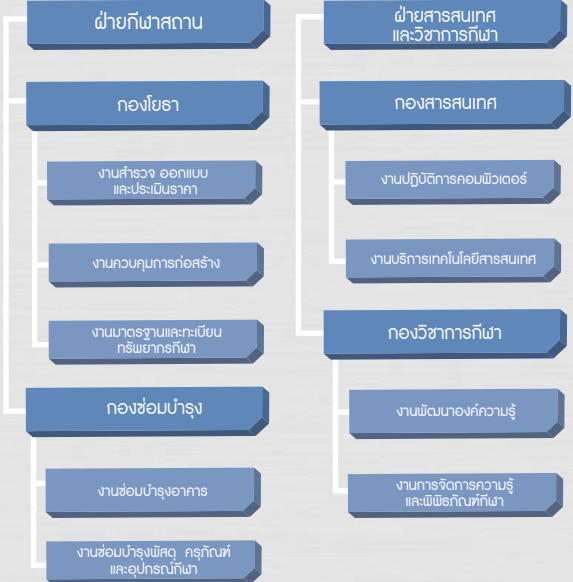 ฝ่ายกีฬาสถาน
กองโยธา
งานสำรวจ ออกแบบ
และประเมินราคา
งานควบคุมการก่อสร้าง
งานมาตรฐานและทะเบียน
ทรัพยากรกีฬา
กองซ่อมบำรุง
งานซ่อมบำรุงอาคาร
งานซ่อมบำรุงพัสดุ ครุภัณฑ์
และอุปกรณ์กีฬา
ฝ่ายสารสนเทศ
และวิชาการกีฬา
กองสารสนเทศ
งานปฏิบัติการคอมพิวเตอร์
งานบริการเทคโนโลยีสารสนเทศ
กองวิชาการกีฬา
งานพัฒนาองค์ความรู้
งานการจัดการความรู้
และพิพิธภัณฑ์กีฬา